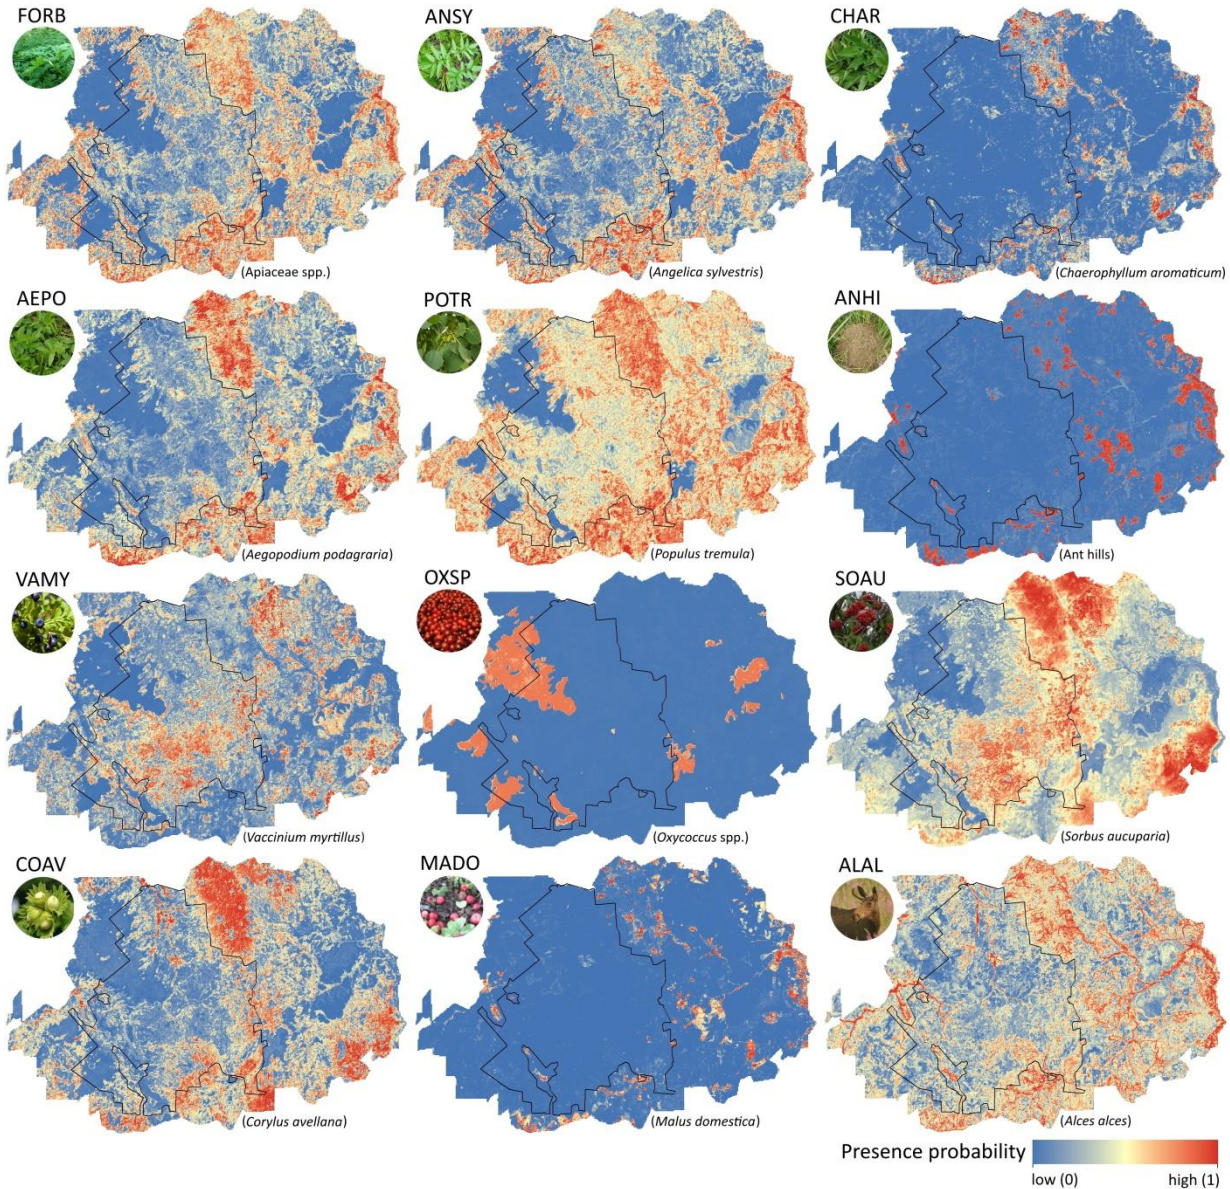 FORB
ANSY
CHAR
(Apiaceae spp.)
(Angelica sylvestris)
(Chaerophyllum aromaticum)
AEPO
POTR
ANHI
(Aegopodium podagraria)
(Populus tremula)
(Ant hills)
VAMY
OXSP
SOAU
(Vaccinium myrtillus)
(Oxycoccus spp.)
(Sorbus aucuparia)
COAV
MADO
ALAL
(Corylus avellana)
(Malus domestica)
(Alces alces)
Presence probability
low (0)
high (1)